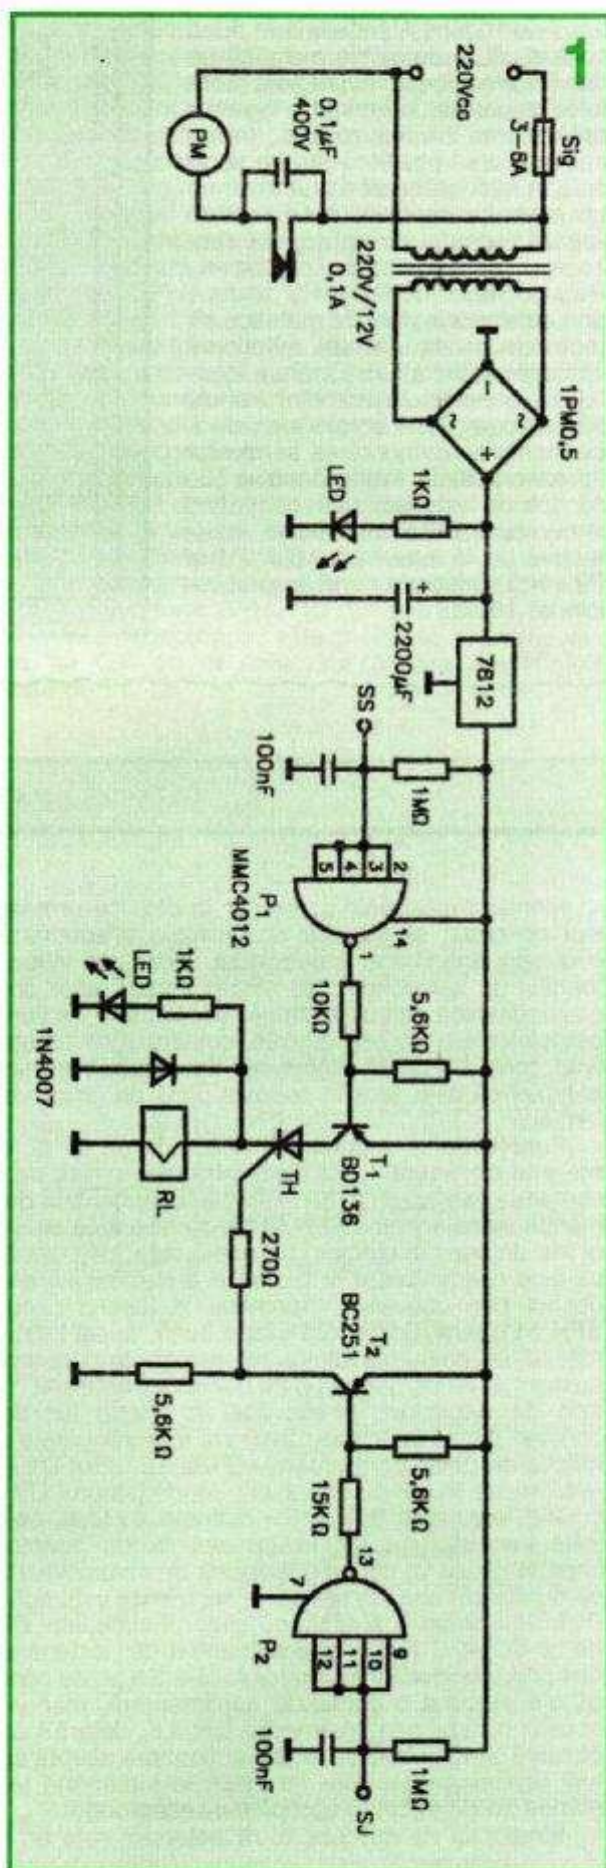 1
Sig
3-6A
220Vca
PM
0,1µF
400V
220V/12V
0,1A
1PM0,5
~
-
+
~
1KΩ
LED
+
2200µF
7812
SS
1MΩ
100nF
2
3
4
5
14
1
P1
MMC4012
10KΩ
5,6KΩ
T1
BD136
TH
LED
1KΩ
1N4007
RL
270Ω
T2
BC251
5,6KΩ
5,6KΩ
15KΩ
13
7
9
10
11
12
P2
1MΩ
100nF
SJ